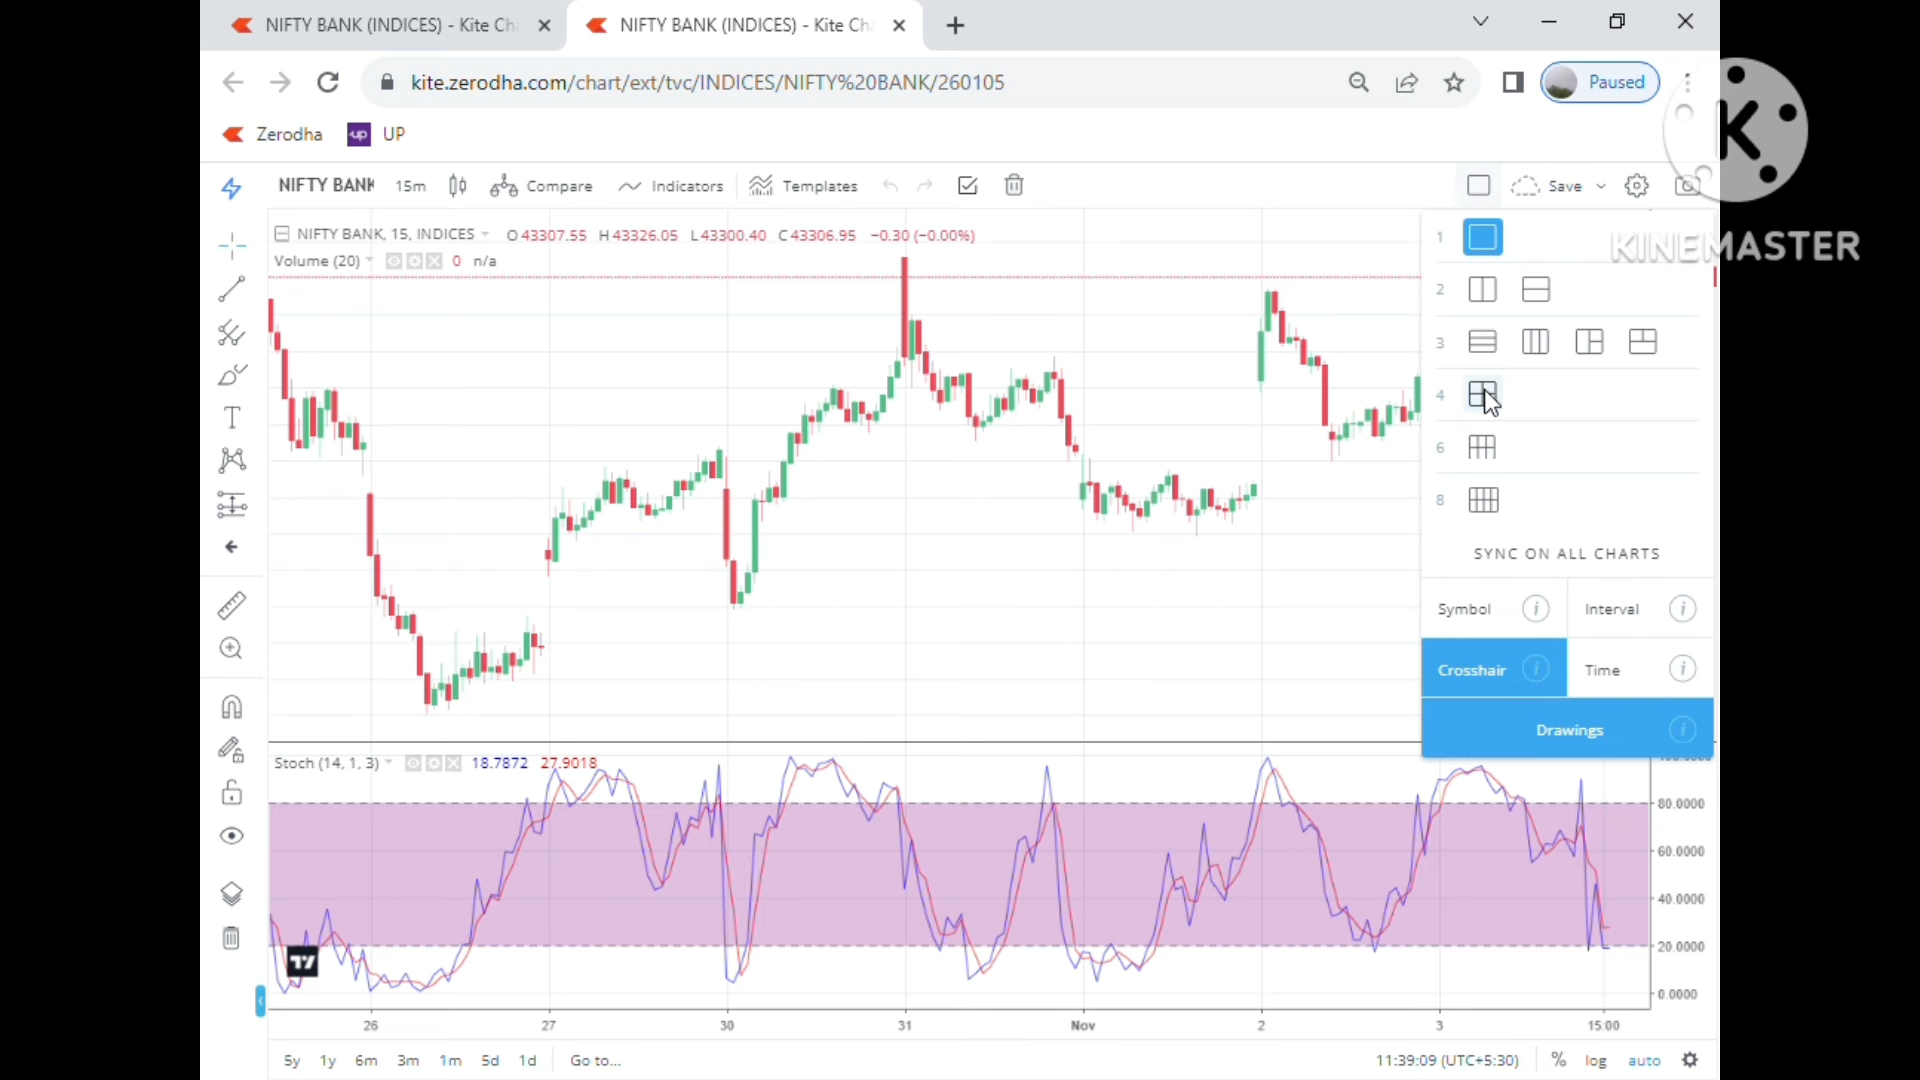 NIFTY BANK (INDICES) - Kite Ch
NIFTY BANK (INDICES) - Kite Ch
kite.zerodha.com/chart/ext/tvc/INDICES/NIFTY%20BANK/260105
Paused
Zerodha
up
UP
K
KINEMASTER
NIFTY BANK
15m
Compare
Indicators
Templates
Save
NIFTY BANK, 15, INDICES
O43307.55 H43326.05 L43300.40 C43306.95 −0.30 (−0.00%)
Volume (20)
0 n/a
1
2
3
4
6
8
SYNC ON ALL CHARTS
Symbol
Interval
Crosshair
Time
Drawings
Stoch (14, 1, 3)
18.7872 27.9018
80.0000
60.0000
40.0000
20.0000
0.0000
26 27 30 31 Nov 2 3 15:00
5y 1y 6m 3m 1m 5d 1d Go to...
11:39:09 (UTC+5:30) % log auto